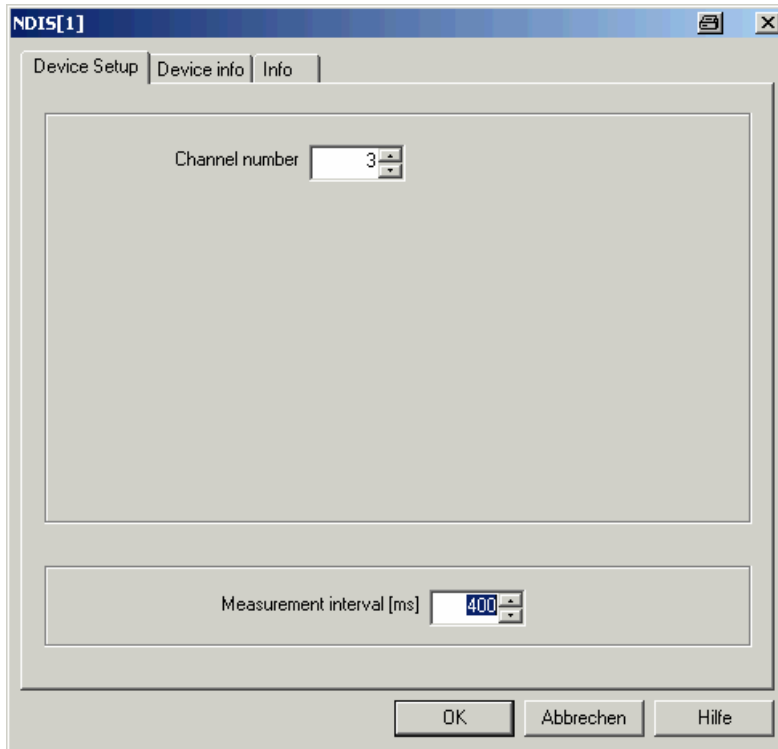 NDIS[1]
Device Setup Device info Info
Channel number 3
Measurement interval [ms] 400
OK Abbrechen Hilfe